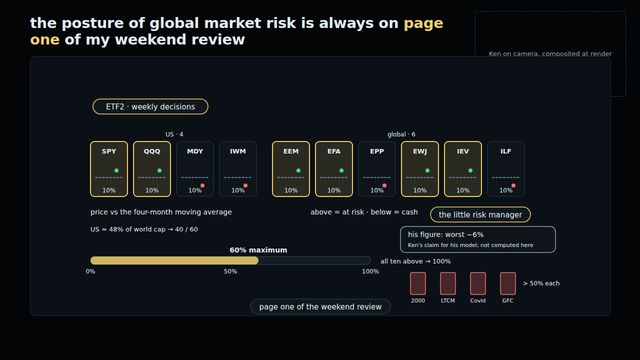 the posture of global market risk is always on page
one of my weekend review
Ken on camera, composited at render
ETF2 · weekly decisions
US · 4
global · 6
SPY QQQ MDY IWM EEM EFA EPP EWJ IEV ILF
10% 10% 10% 10% 10% 10% 10% 10% 10% 10%
price vs the four-month moving average
above = at risk · below = cash
the little risk manager
US ≈ 48% of world cap → 40 / 60
his figure: worst −6%
Ken's claim for his model; not computed here
60% maximum
all ten above → 100%
0% 50% 100%
> 50% each
2000 LTCM Covid GFC
page one of the weekend review